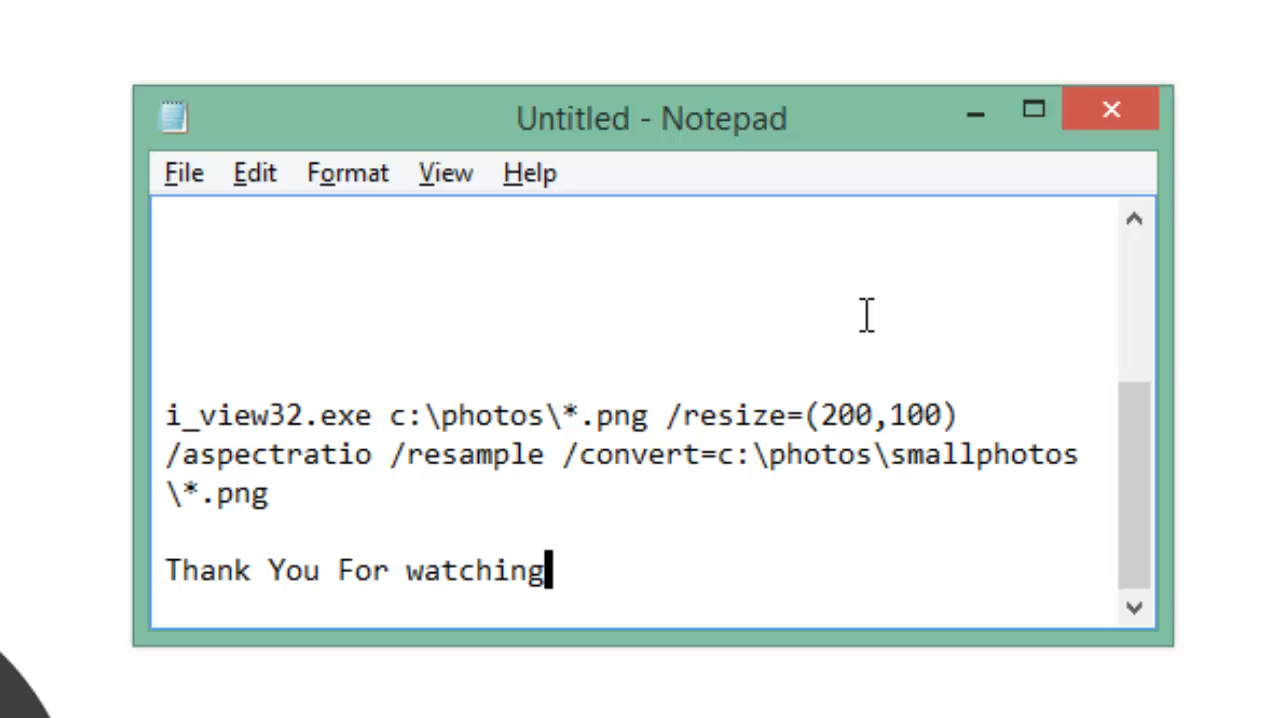 Untitled - Notepad
File Edit Format View Help
i_view32.exe c:\photos\*.png /resize=(200,100)
/aspectratio /resample /convert=c:\photos\smallphotos
\*.png
Thank You For watching